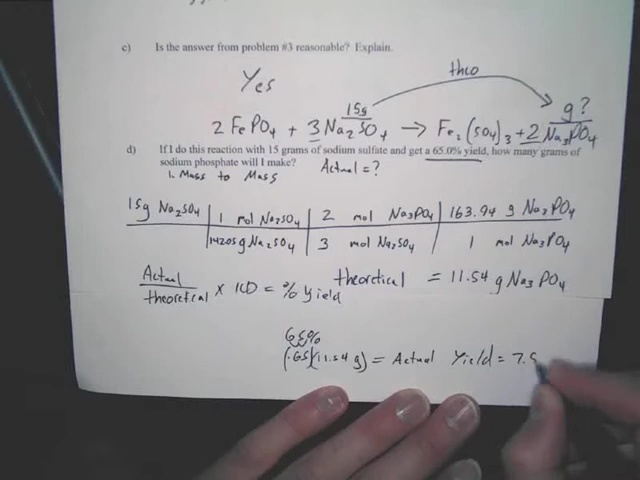 c) Is the answer from problem #3 reasonable? Explain.
Yes
theo
15g g?
2 FePO₄ + 3 Na₂SO₄ → Fe₂(SO₄)₃ + 2 Na₃PO₄
d) If I do this reaction with 15 grams of sodium sulfate and get a 65.0% yield, how many grams of
sodium phosphate will I make? Actual = ?
1. Mass to Mass
15g Na₂SO₄ 1 mol Na₂SO₄ 2 mol Na₃PO₄ 163.94 g Na₃PO₄
142.05 g Na₂SO₄ 3 mol Na₂SO₄ 1 mol Na₃PO₄
Actual / theoretical × 100 = % Yield theoretical = 11.54 g Na₃PO₄
65%
(.65)(11.54 g) = Actual Yield = 7.5